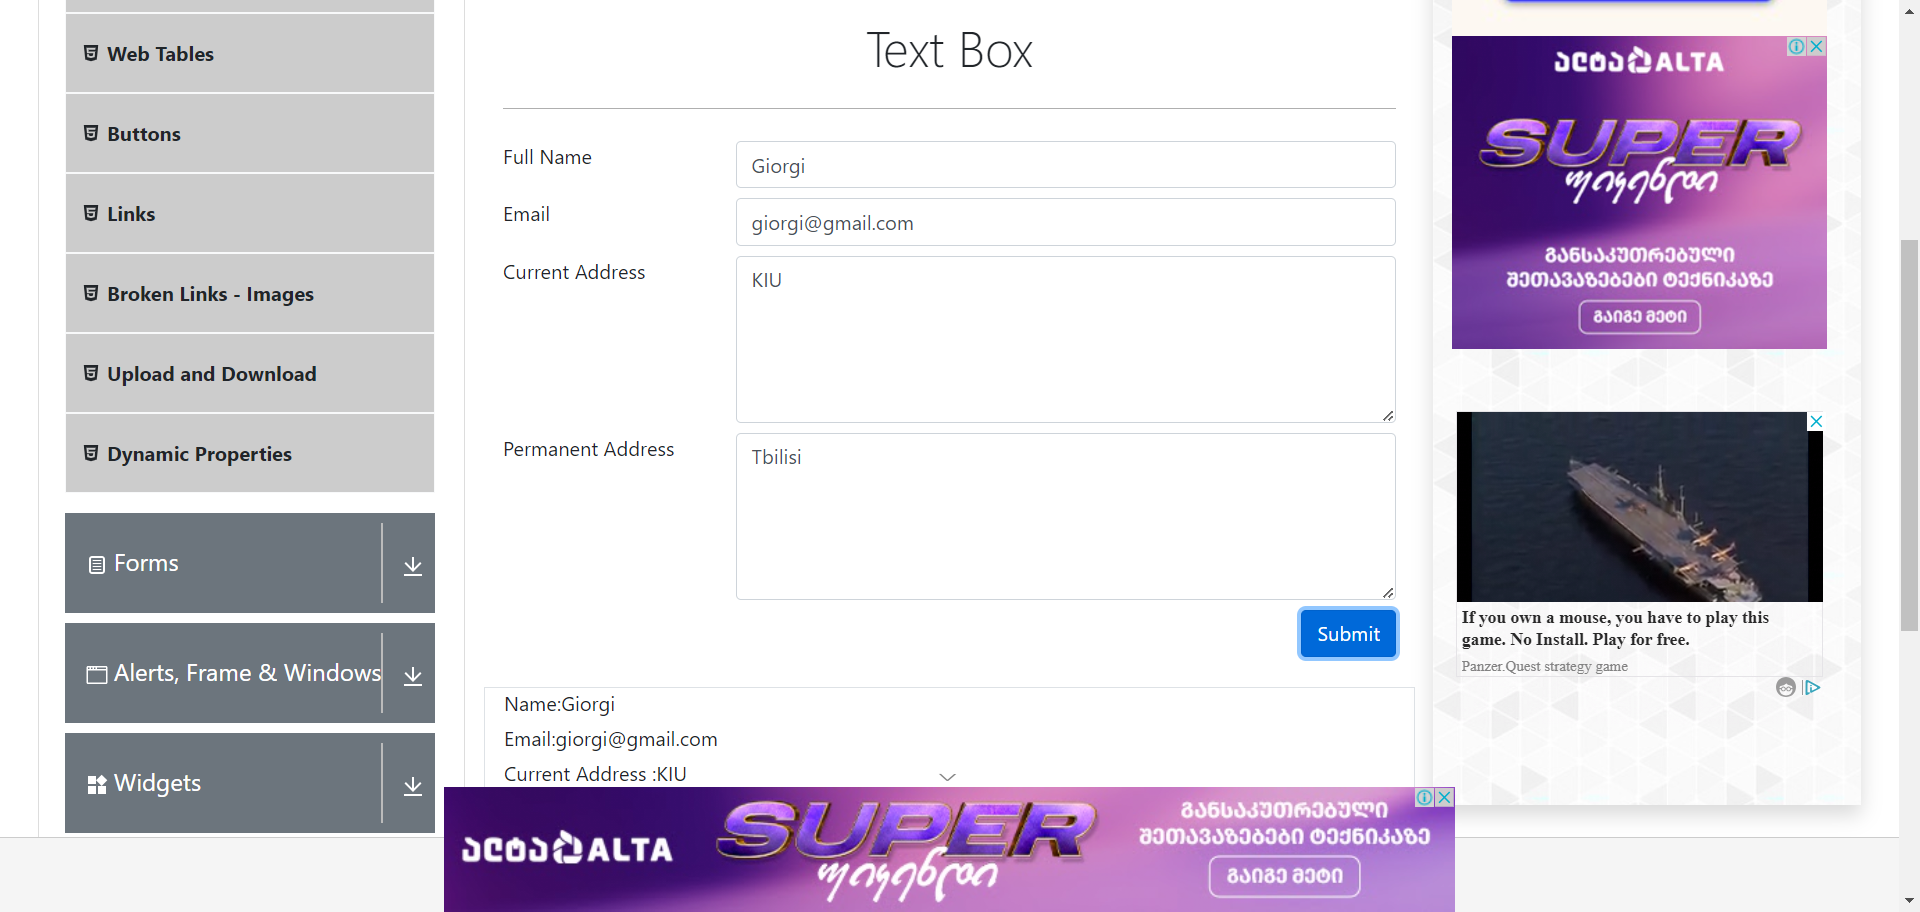 Web Tables
Buttons
Links
Broken Links - Images
Upload and Download
Dynamic Properties
Forms
Alerts, Frame & Windows
Widgets
Text Box
Full Name
Giorgi
Email
giorgi@gmail.com
Current Address
KIU
Permanent Address
Tbilisi
Submit
Name:Giorgi
Email:giorgi@gmail.com
Current Address :KIU
ალტა ALTA
SUPER
ფიყენდი
განსაკუთრებული
შეთავაზებები ტექნიკაზე
გაიგე მეტი
If you own a mouse, you have to play this
game. No Install. Play for free.
Panzer.Quest strategy game
ალტა ALTA
SUPER
ფიყენდი
განსაკუთრებული
შეთავაზებები ტექნიკაზე
გაიგე მეტი